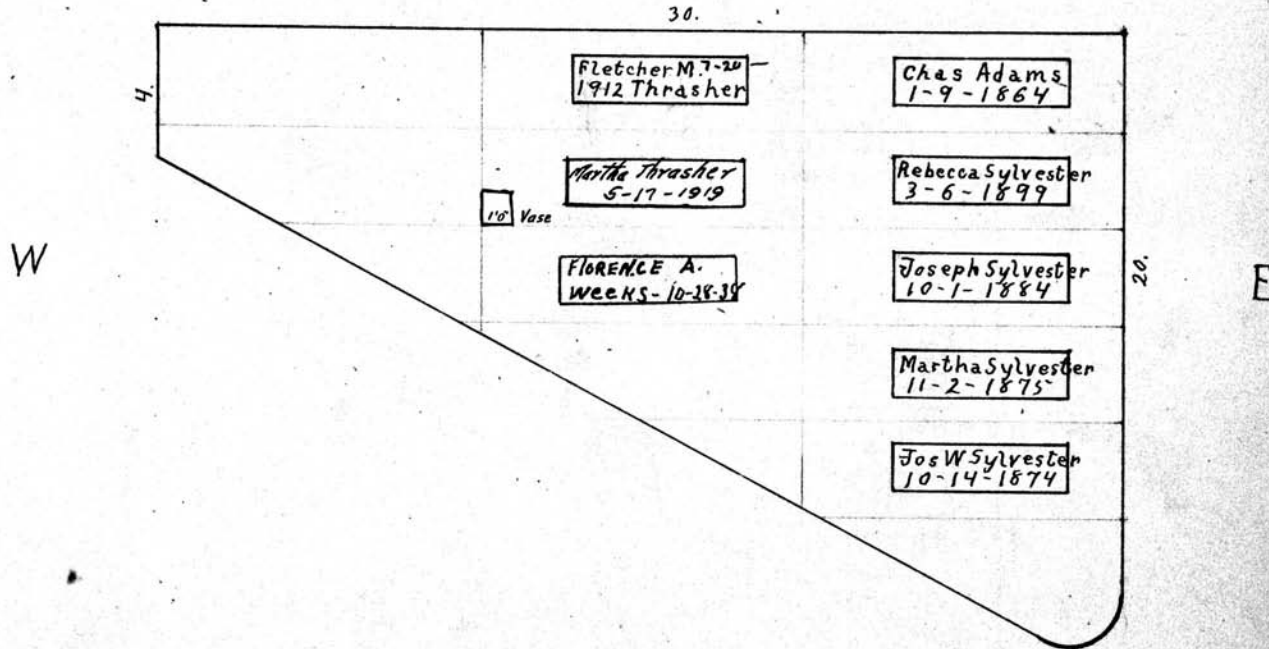 30.
4.
Fletcher M. 7-20
1912 Thrasher
Chas Adams
1-9-1864
Martha Thrasher
5-17-1919
Rebecca Sylvester
3-6-1899
1'0" Vase
W
FLORENCE A.
WEEKS - 10-28-38
Joseph Sylvester
10-1-1884
20.
E
Martha Sylvester
11-2-1875
Jos W Sylvester
10-14-1874